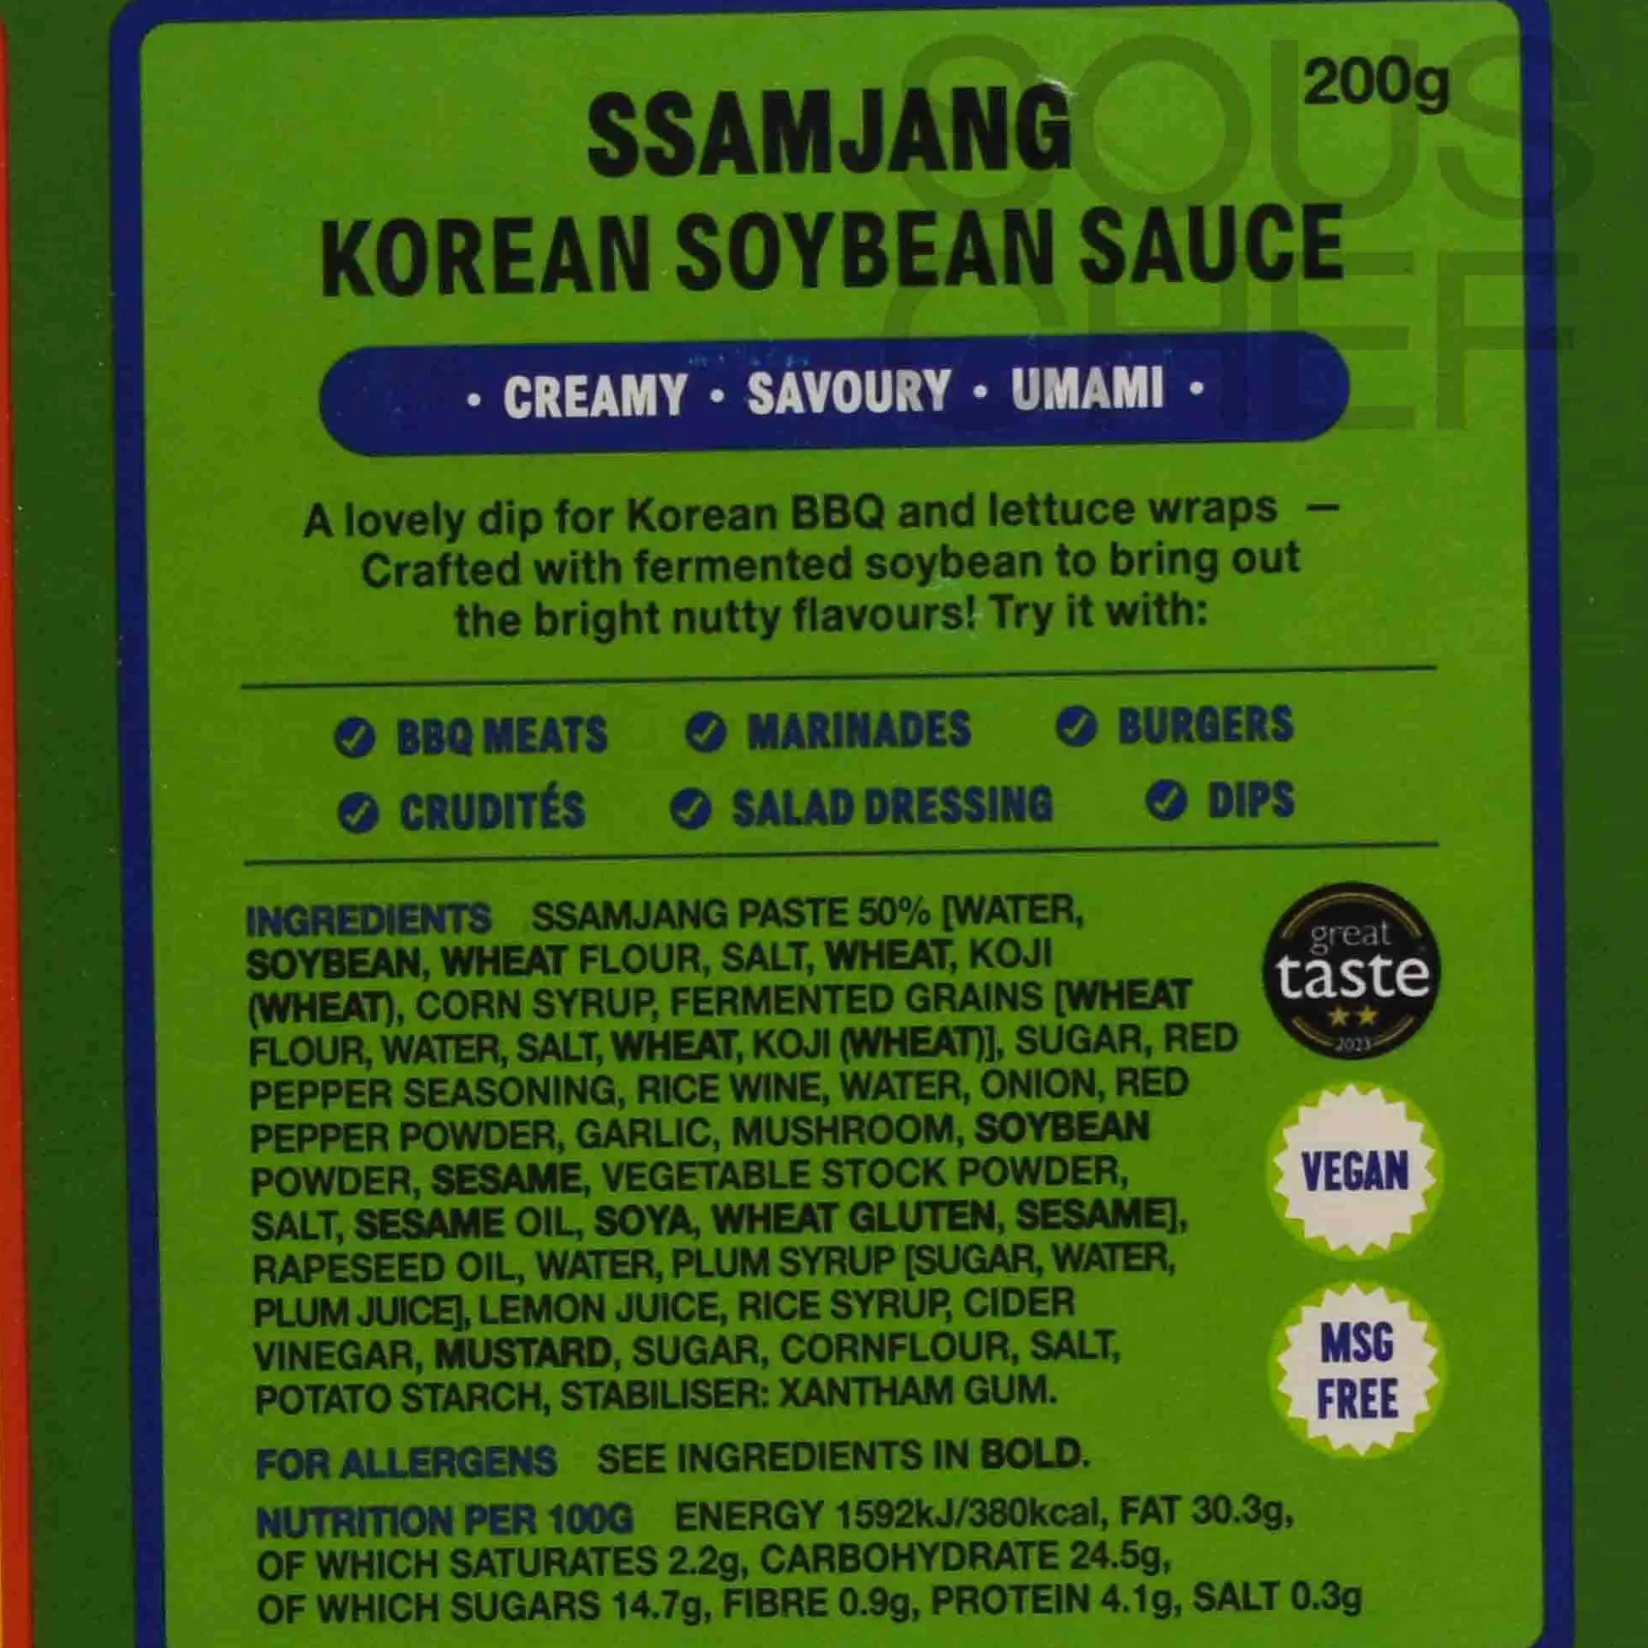 SOUS
CHEF
200g
SSAMJANG
KOREAN SOYBEAN SAUCE
• CREAMY • SAVOURY • UMAMI •
A lovely dip for Korean BBQ and lettuce wraps —
Crafted with fermented soybean to bring out
the bright nutty flavours! Try it with:
BBQ MEATS MARINADES BURGERS
CRUDITÉS SALAD DRESSING DIPS
INGREDIENTS SSAMJANG PASTE 50% [WATER,
SOYBEAN, WHEAT FLOUR, SALT, WHEAT, KOJI
(WHEAT), CORN SYRUP, FERMENTED GRAINS [WHEAT
FLOUR, WATER, SALT, WHEAT, KOJI (WHEAT)], SUGAR, RED
PEPPER SEASONING, RICE WINE, WATER, ONION, RED
PEPPER POWDER, GARLIC, MUSHROOM, SOYBEAN
POWDER, SESAME, VEGETABLE STOCK POWDER,
SALT, SESAME OIL, SOYA, WHEAT GLUTEN, SESAME],
RAPESEED OIL, WATER, PLUM SYRUP [SUGAR, WATER,
PLUM JUICE], LEMON JUICE, RICE SYRUP, CIDER
VINEGAR, MUSTARD, SUGAR, CORNFLOUR, SALT,
POTATO STARCH, STABILISER: XANTHAM GUM.
great
taste
2023
VEGAN
MSG
FREE
FOR ALLERGENS SEE INGREDIENTS IN BOLD.
NUTRITION PER 100G ENERGY 1592kJ/380kcal, FAT 30.3g,
OF WHICH SATURATES 2.2g, CARBOHYDRATE 24.5g,
OF WHICH SUGARS 14.7g, FIBRE 0.9g, PROTEIN 4.1g, SALT 0.3g